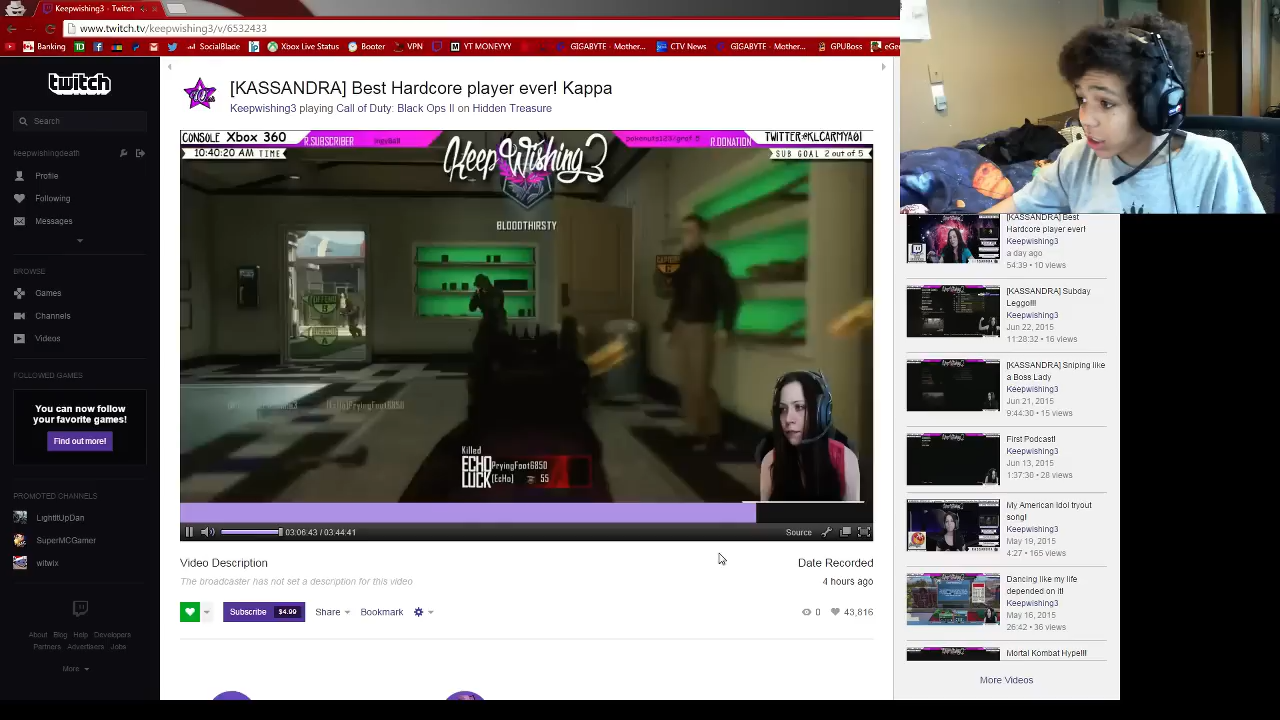 Keepwishing3 - Twitch
www.twitch.tv/keepwishing3/v/6532433
Banking
SocialBlade
Xbox Live Status
Booter
VPN
YT MONEYYY
GIGABYTE - Mother...
CTV News
GIGABYTE - Mother...
GPUBoss
twitch
Search
keepwishingdeath
Profile
Following
Messages
BROWSE
Games
Channels
Videos
FOLLOWED GAMES
You can now follow
your favorite games!
Find out more!
PROMOTED CHANNELS
LightItUpDan
SuperMCGamer
witwix
About Blog Help Developers
Partners Advertisers Jobs
More
[KASSANDRA] Best Hardcore player ever! Kappa
Keepwishing3 playing Call of Duty: Black Ops II on Hidden Treasure
CONSOLE Xbox 360
R.SUBSCRIBER
10:40:20 AM TIME
Keep Wishing 3
R.DONATION
TWITTER@KLCARMYA01
SUB GOAL 2 out of 5
BLOODTHIRSTY
DEFEND
B
DEFEND
A
Killed
ECHO
LUCK
PryingFoot6850
[EcHo]
55
03:06:43 / 03:44:41
Source
Video Description
Date Recorded
The broadcaster has not set a description for this video
4 hours ago
Subscribe $4.99
Share
Bookmark
0
43,816
[KASSANDRA] Best
Hardcore player ever!
Keepwishing3
a day ago
54:39 • 10 views
[KASSANDRA] Subday
Leggo!!!
Keepwishing3
Jun 22, 2015
11:28:32 • 16 views
[KASSANDRA] Sniping like
a Boss Lady
Keepwishing3
Jun 21, 2015
9:44:30 • 15 views
First Podcast!
Keepwishing3
Jun 13, 2015
1:37:30 • 28 views
My American Idol tryout
song!
Keepwishing3
May 19, 2015
4:27 • 165 views
Dancing like my life
depended on it!
Keepwishing3
May 16, 2015
26:42 • 36 views
Mortal Kombat Hype!!!
More Videos